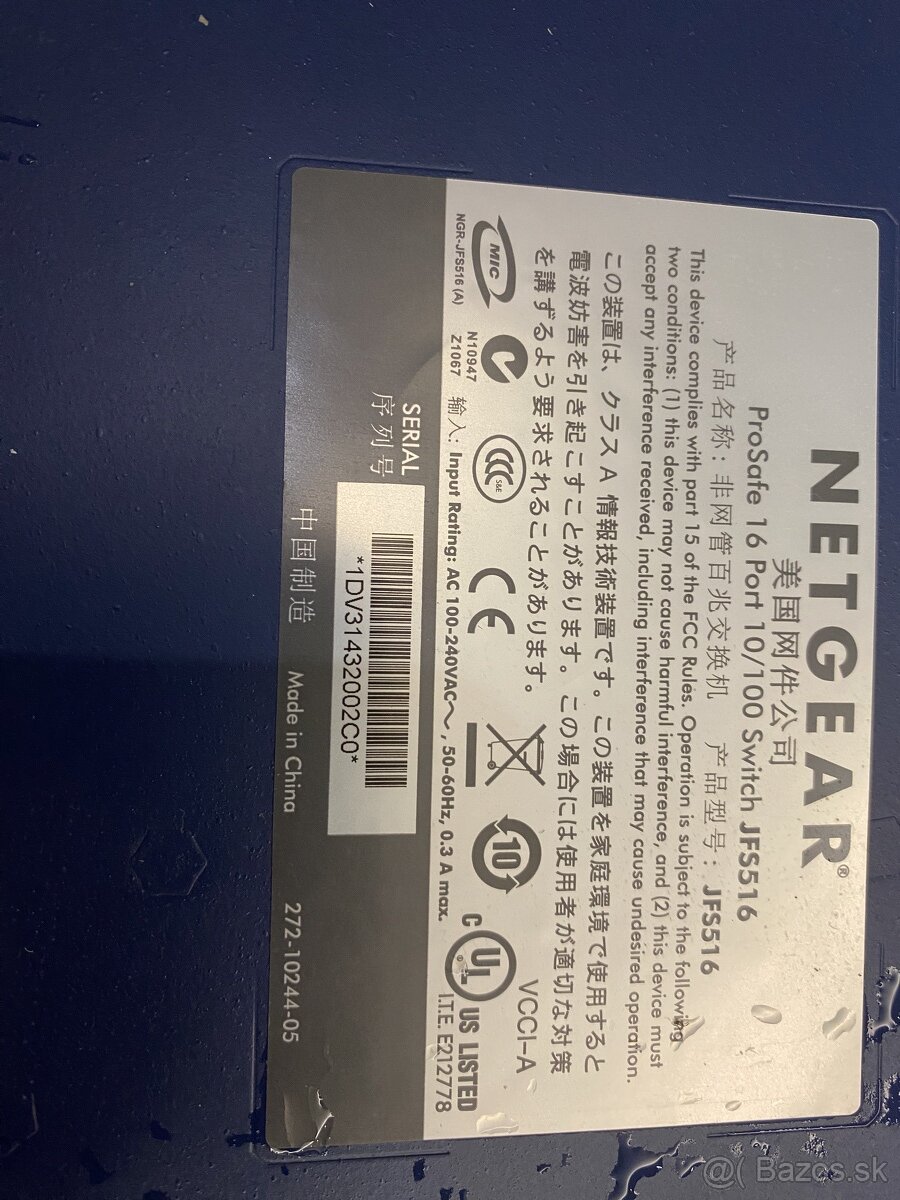 NETGEAR®
美国网件公司
ProSafe 16 Port 10/100 Switch JFS516
产品名称: 非网管百兆交换机 产品型号: JFS516
This device complies with part 15 of the FCC Rules. Operation is subject to the following
two conditions: (1) this device may not cause harmful interference, and (2) this device must
accept any interference received, including interference that may cause undesired operation.
この装置は、クラス A 情報技術装置です。この装置を家庭環境で使用すると
電波妨害を引き起こすことがあります。この場合には使用者が適切な対策
を講ずるよう要求されることがあります。
VCCI-A
MIC
CCC
S&E
CE
10
C UL US LISTED
NGR-JFS516 (A)
N10947
Z1067
I.T.E. E212778
输入: Input Rating: AC 100-240VAC～, 50-60Hz, 0.3 A max.
SERIAL
序列号
*1DV31432002C0*
中国制造 Made in China 272-10244-05
@( Bazos.sk